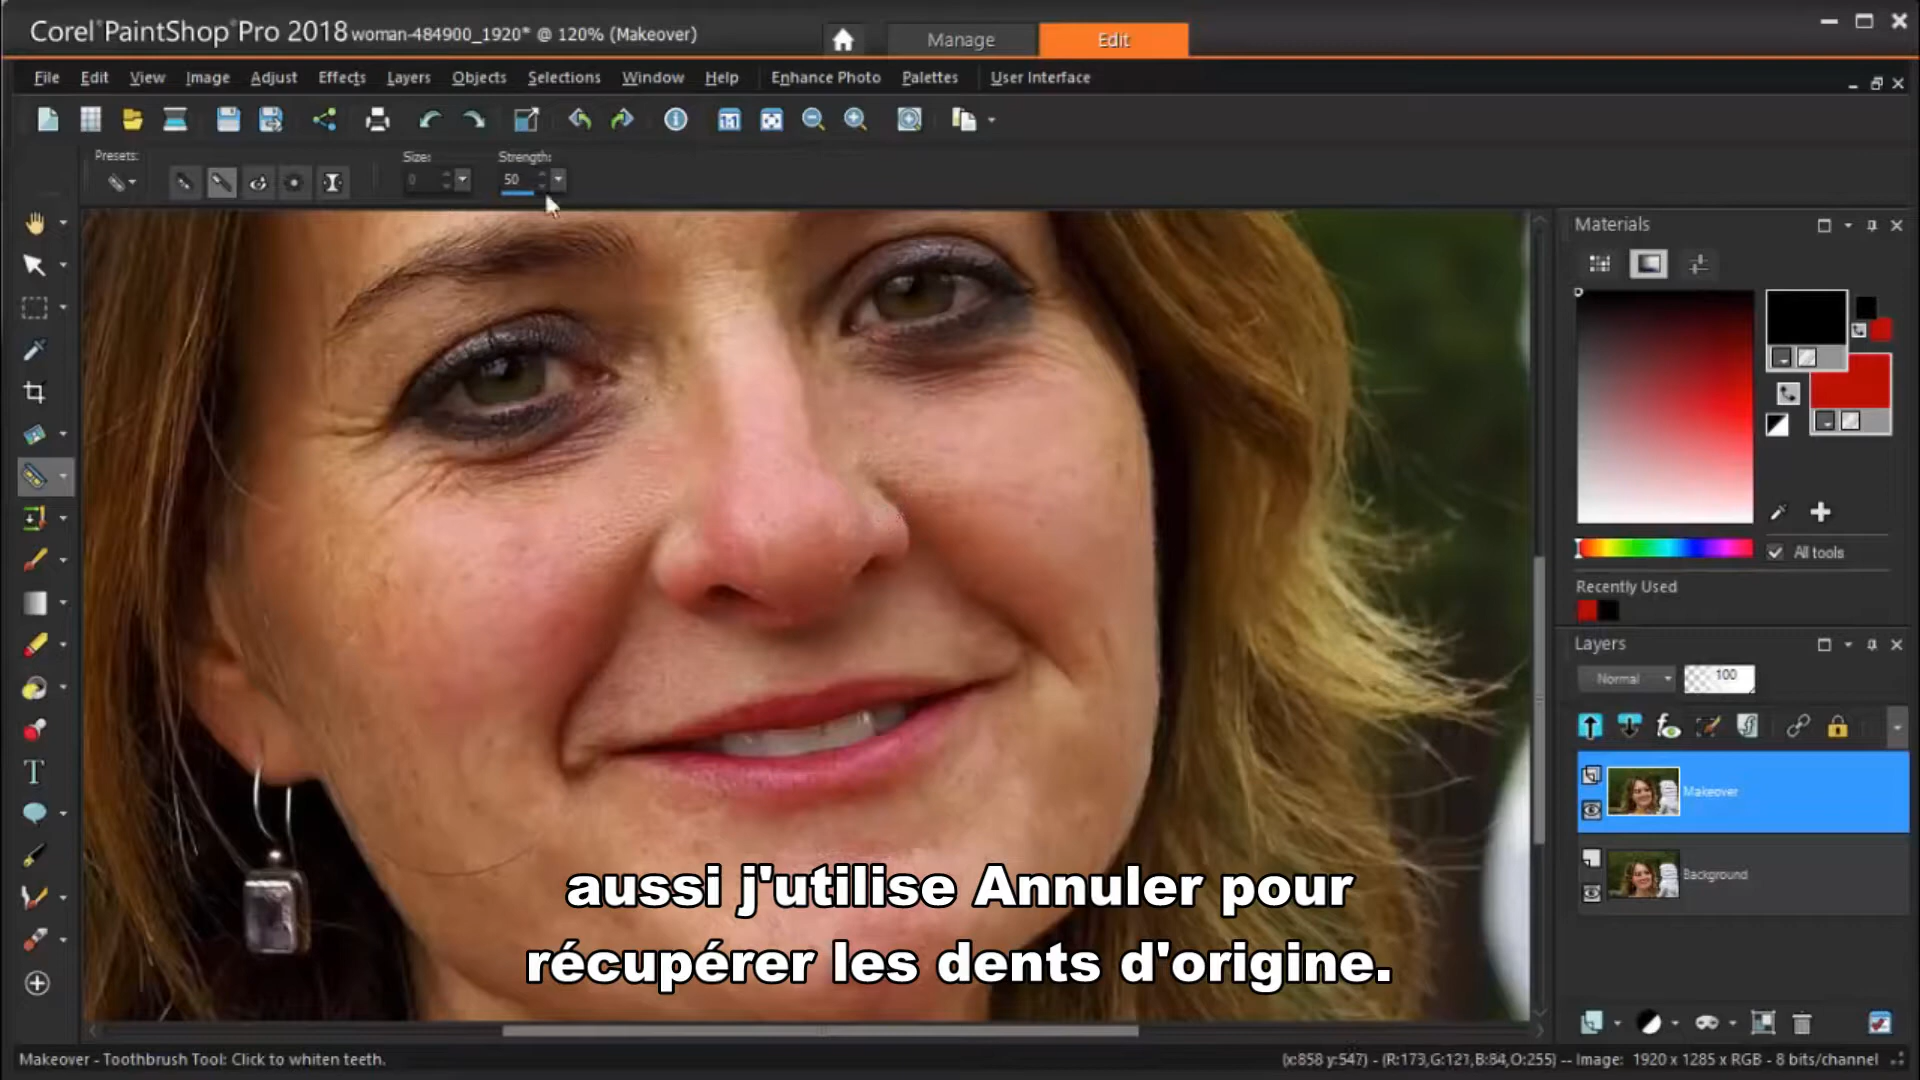 Corel®PaintShop®Pro 2018 woman-484900_1920* @ 120% (Makeover)
Manage
Edit
File Edit View Image Adjust Effects Layers Objects Selections Window Help Enhance Photo Palettes User Interface
Presets:
Size:
Strength:
0
50
Materials
All tools
Recently Used
Layers
Normal
100
Makeover
Background
aussi j'utilise Annuler pour
récupérer les dents d'origine.
Makeover - Toothbrush Tool: Click to whiten teeth.
(x:858 y:547) - (R:173,G:121,B:84,O:255) -- Image: 1920 x 1285 x RGB - 8 bits/channel